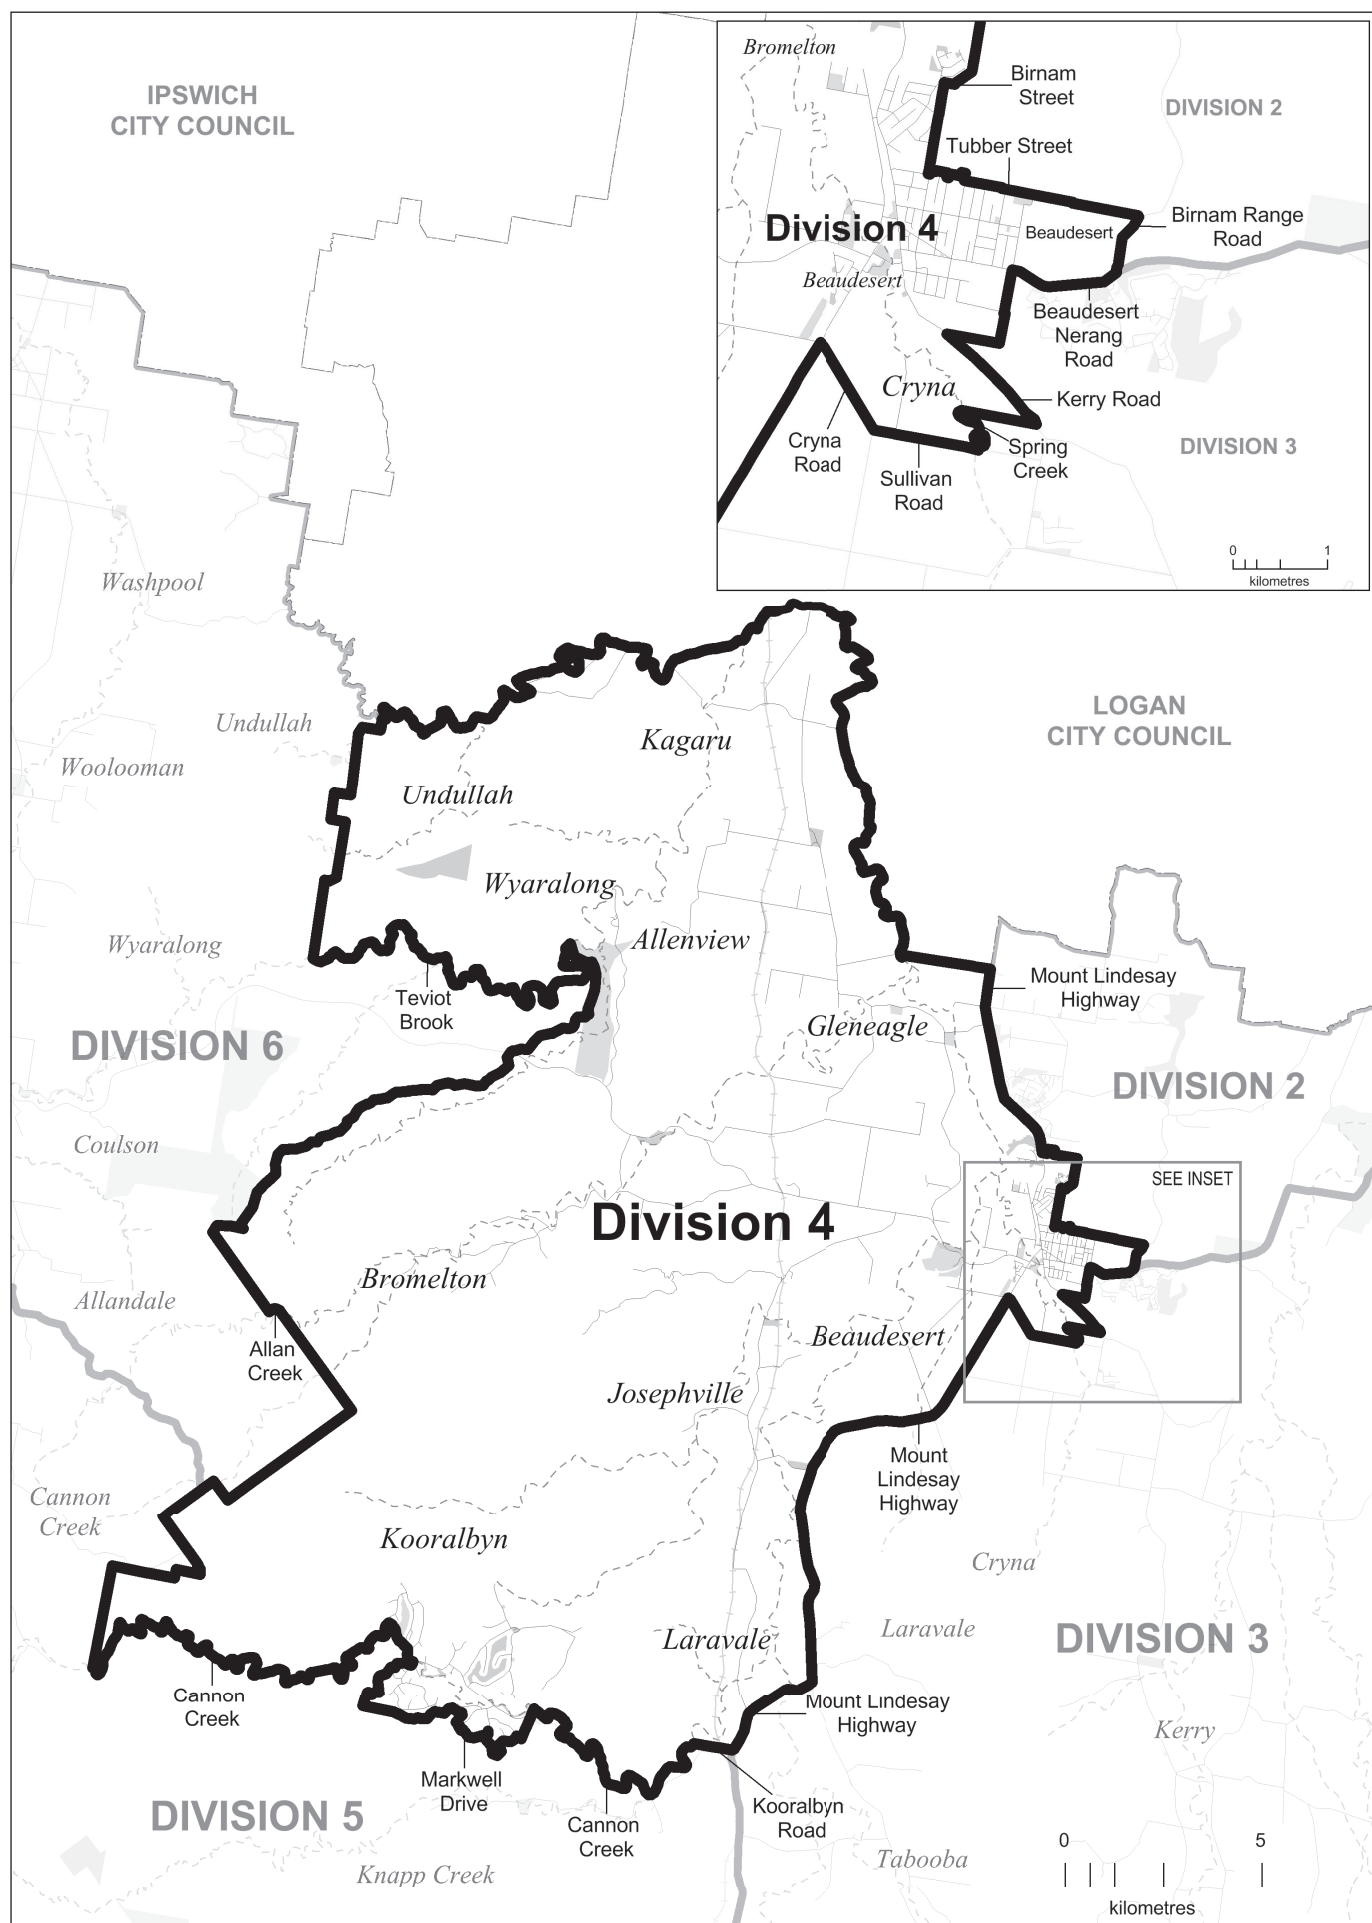 IPSWICH
CITY COUNCIL
Bromelton
Birnam
Street
DIVISION 2
Tubber Street
Birnam Range
Road
Division 4
Beaudesert
Beaudesert
Beaudesert
Nerang
Road
Cryna
Kerry Road
Cryna
Road
Spring
Creek
DIVISION 3
Sullivan
Road
0 1
kilometres
Washpool
Undullah
Woolooman
Kagaru
LOGAN
CITY COUNCIL
Undullah
Wyaralong
Wyaralong
Allenview
Mount Lindesay
Highway
Teviot
Brook
Gleneagle
DIVISION 6
DIVISION 2
Coulson
SEE INSET
Division 4
Bromelton
Allandale
Allan
Creek
Beaudesert
Josephville
Mount
Lindesay
Highway
Cannon
Creek
Kooralbyn
Cryna
Laravale
Laravale
DIVISION 3
Cannon
Creek
Mount Lindesay
Highway
Kerry
Markwell
Drive
DIVISION 5
Cannon
Creek
Kooralbyn
Road
Knapp Creek
Tabooba
0 5
kilometres